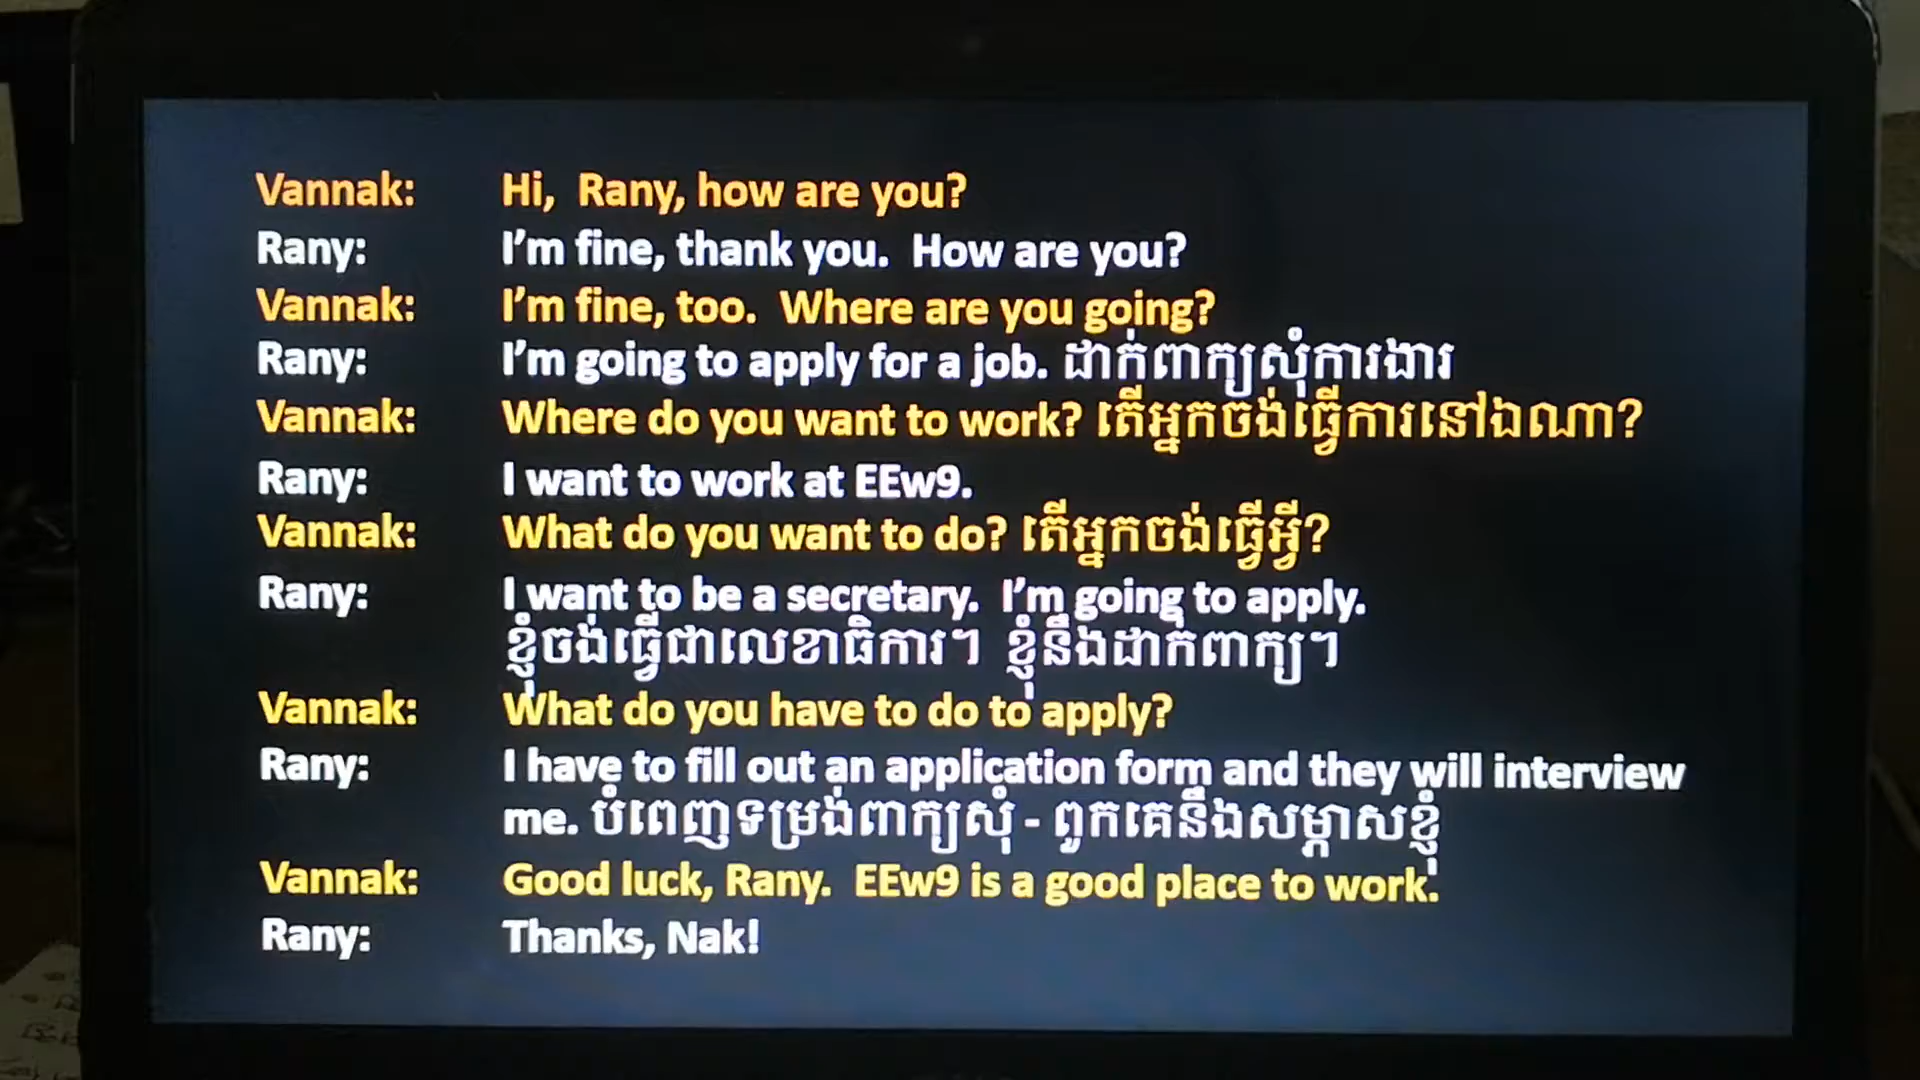 Vannak: Hi, Rany, how are you?
Rany: I'm fine, thank you. How are you?
Vannak: I'm fine, too. Where are you going?
Rany: I'm going to apply for a job. ដាក់ពាក្យសុំការងារ
Vannak: Where do you want to work? តើអ្នកចង់ធ្វើការនៅឯណា?
Rany: I want to work at EEw9.
Vannak: What do you want to do? តើអ្នកចង់ធ្វើអ្វី?
Rany: I want to be a secretary. I'm going to apply.
ខ្ញុំចង់ធ្វើជាលេខាធិការ។ ខ្ញុំនឹងដាក់ពាក្យ។
Vannak: What do you have to do to apply?
Rany: I have to fill out an application form and they will interview
me. បំពេញទម្រង់ពាក្យសុំ - ពួកគេនឹងសម្ភាសខ្ញុំ
Vannak: Good luck, Rany. EEw9 is a good place to work.
Rany: Thanks, Nak!